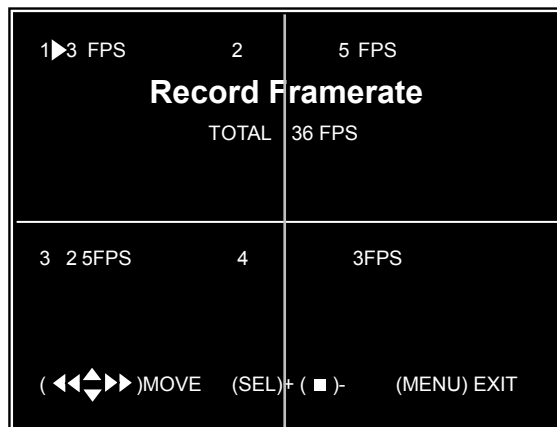 1▶3 FPS 2 5 FPS
Record Framerate
TOTAL 36 FPS
3 2 5FPS 4 3FPS
( ◀◀▲▼▶▶ )MOVE (SEL)+ ( ■ )- (MENU) EXIT